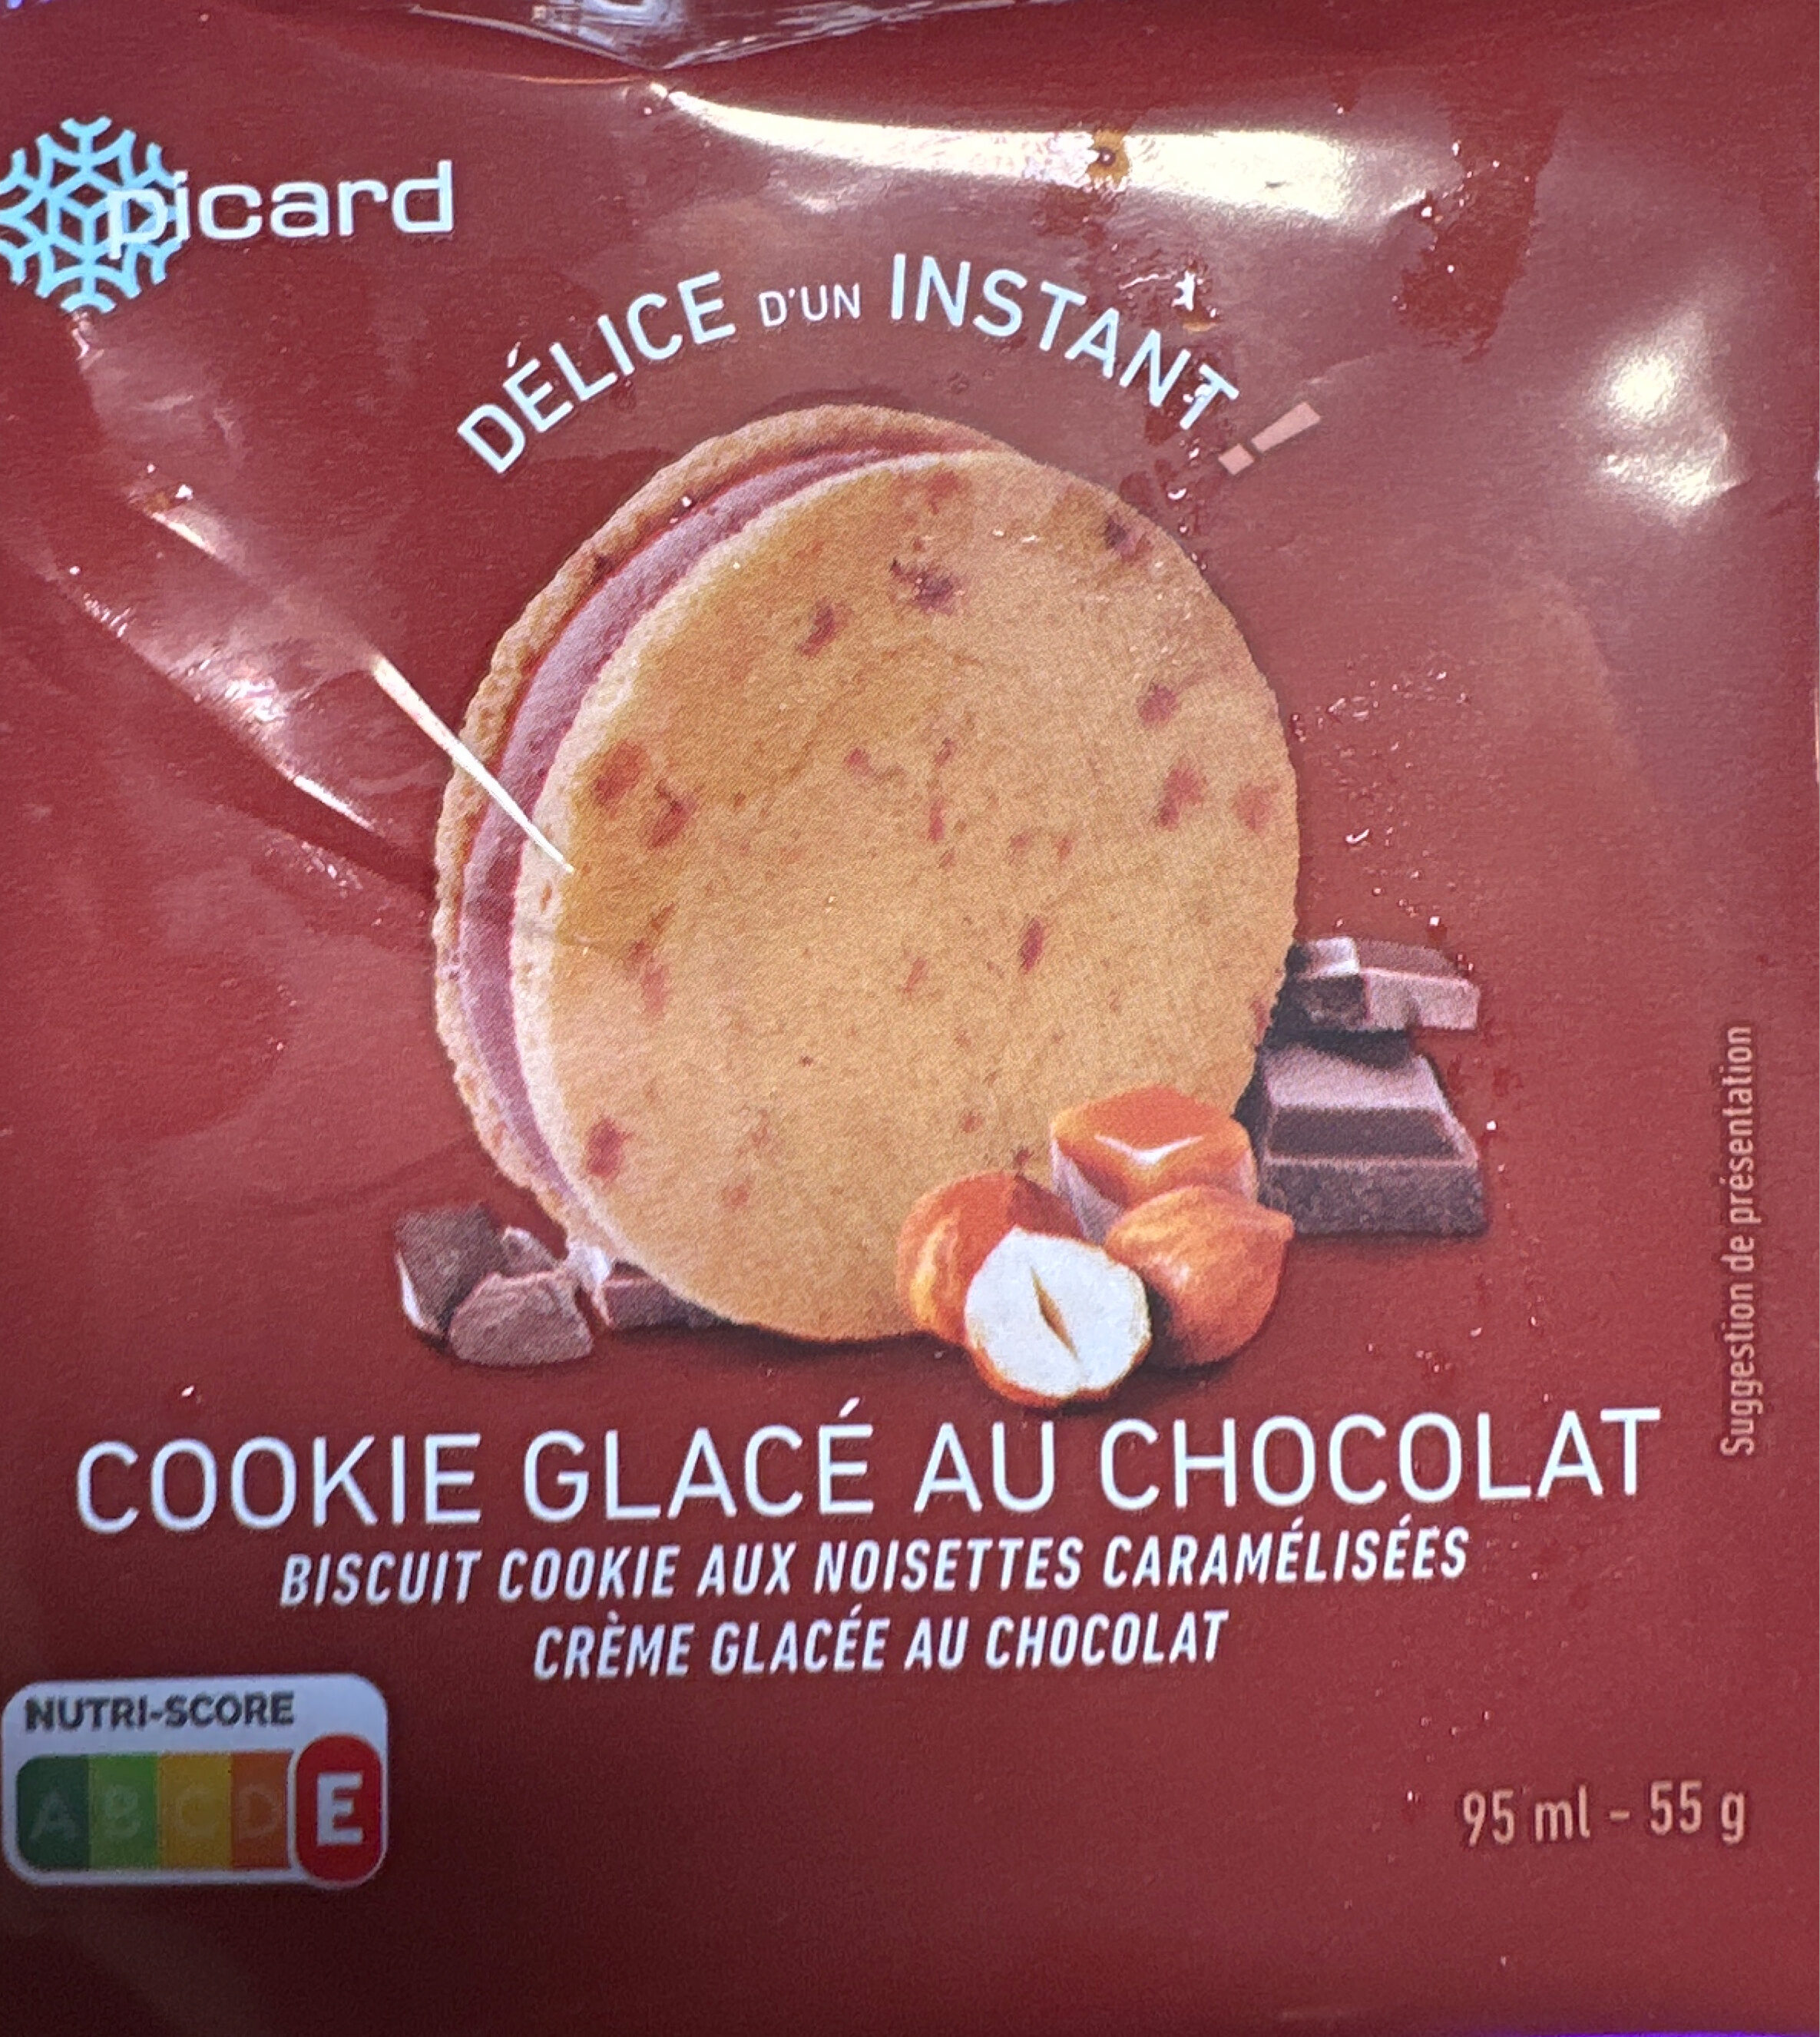 picard
DÉLICE D'UN INSTANT !
Suggestion de présentation
COOKIE GLACÉ AU CHOCOLAT
BISCUIT COOKIE AUX NOISETTES CARAMÉLISÉES
CRÈME GLACÉE AU CHOCOLAT
NUTRI-SCORE
A B C D E
95 ml - 55 g